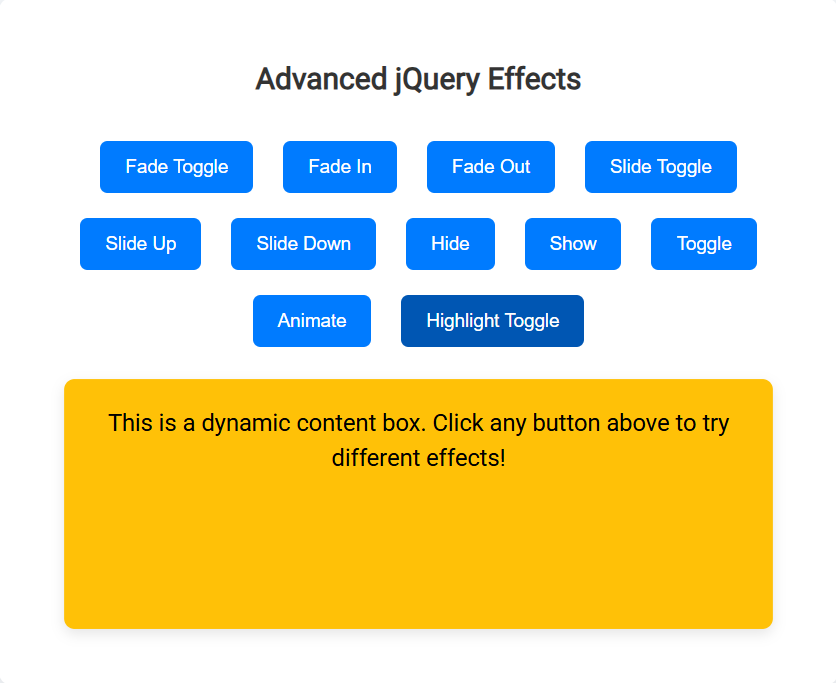 Advanced jQuery Effects
Fade Toggle Fade In Fade Out Slide Toggle
Slide Up Slide Down Hide Show Toggle
Animate Highlight Toggle
This is a dynamic content box. Click any button above to try
different effects!